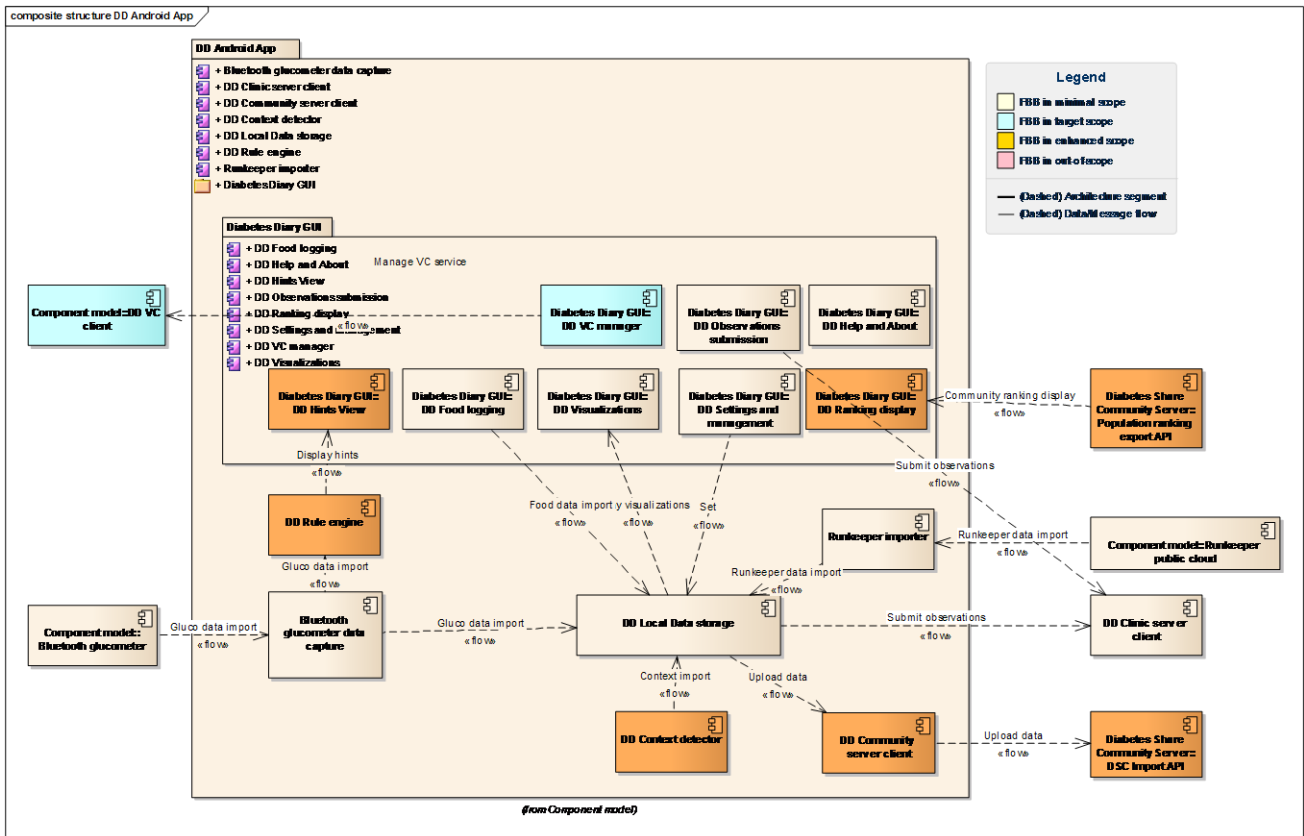 composite structure DD Android App
DD Android App
+ Bluetooth glucometer data capture
+ DD Clinic server client
+ DD Community server client
+ DD Context detector
+ DD Local Data storage
+ DD Rule engine
+ Runkeeper importer
+ Diabetes Diary GUI
Legend
FBB in minimal scope
FBB in target scope
FBB in enhanced scope
FBB in out-of scope
(Dashed) Architecture segment
(Dashed) Data/Message flow
Diabetes Diary GUI
+ DD Food logging
+ DD Help and About
+ DD Hints View
+ DD Observations submission
+ DD Ranking display
+ DD Settings and management
+ DD VC manager
+ DD Visualizations
Manage VC service
«flow»
Component model::DD VC
client
Diabetes Diary GUI::
DD VC manager
Diabetes Diary GUI::
DD Observations
submission
Diabetes Diary GUI::
DD Help and About
Diabetes Diary GUI::
DD Hints View
Diabetes Diary GUI::
DD Food logging
Diabetes Diary GUI::
DD Visualizations
Diabetes Diary GUI::
DD Settings and
management
Diabetes Diary GUI::
DD Ranking display
Community ranking display
«flow»
Diabetes Share
Community Server::
Population ranking
export API
Display hints
«flow»
Submit observations
«flow»
DD Rule engine
Food data import
«flow»
y visualizations
«flow»
Set
«flow»
Runkeeper importer
Runkeeper data import
«flow»
Component model::Runkeeper
public cloud
Gluco data import
«flow»
Runkeeper data import
«flow»
Component model::
Bluetooth glucometer
Gluco data import
«flow»
Bluetooth
glucometer data
capture
Gluco data import
«flow»
DD Local Data storage
Submit observations
«flow»
DD Clinic server
client
Context import
«flow»
Upload data
«flow»
DD Context detector
DD Community
server client
Upload data
«flow»
Diabetes Share
Community Server::
DSC Import API
(from Component model)